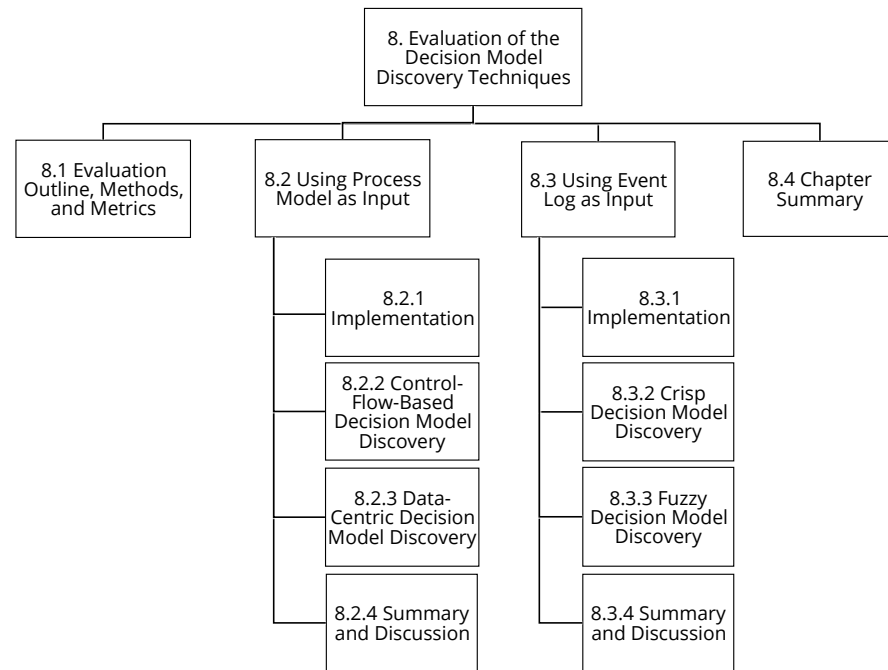 8. Evaluation of the
Decision Model
Discovery Techniques
8.1 Evaluation
Outline, Methods,
and Metrics
8.2 Using Process
Model as Input
8.3 Using Event
Log as Input
8.4 Chapter
Summary
8.2.1
Implementation
8.2.2 Control-
Flow-Based
Decision Model
Discovery
8.2.3 Data-
Centric Decision
Model Discovery
8.2.4 Summary
and Discussion
8.3.1
Implementation
8.3.2 Crisp
Decision Model
Discovery
8.3.3 Fuzzy
Decision Model
Discovery
8.3.4 Summary
and Discussion